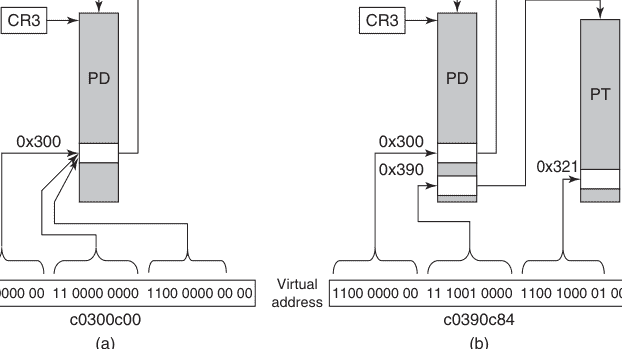 CR3
PD
0x300
0000 00 11 0000 0000 1100 0000 00 00
c0300c00
(a)
CR3
PD
PT
0x300
0x390
0x321
Virtual
address
1100 0000 00 11 1001 0000 1100 1000 01 00
c0390c84
(b)